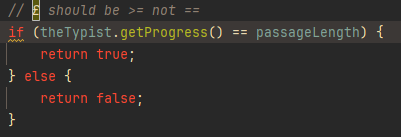 // £ should be >= not ==
if (theTypist.getProgress() == passageLength) {
    return true;
} else {
    return false;
}